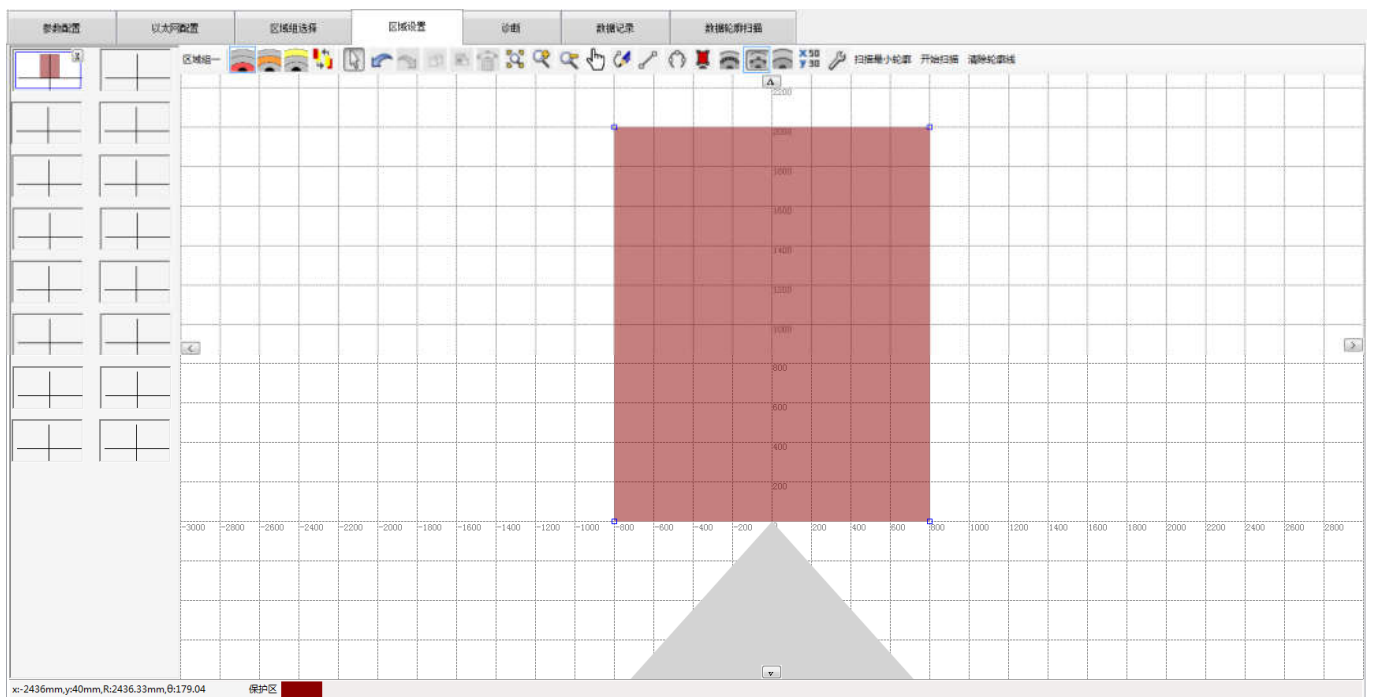 参数配置 以太网配置 区域组选择 区域设置 诊断 数据记录 数据轮廓扫描
区域组一 X 50 y 30 扫描最小轮廓 开始扫描 清除轮廓线
A
2200
2000
1800
1600
1400
1200
1000
< >
800
600
400
200
-3000 -2800 -2600 -2400 -2200 -2000 -1800 -1600 -1400 -1200 -1000 -800 -600 -400 -200 0 200 400 600 800 1000 1200 1400 1600 1800 2000 2200 2400 2600 2800
x:-2436mm,y:40mm,R:2436.33mm,θ:179.04 保护区